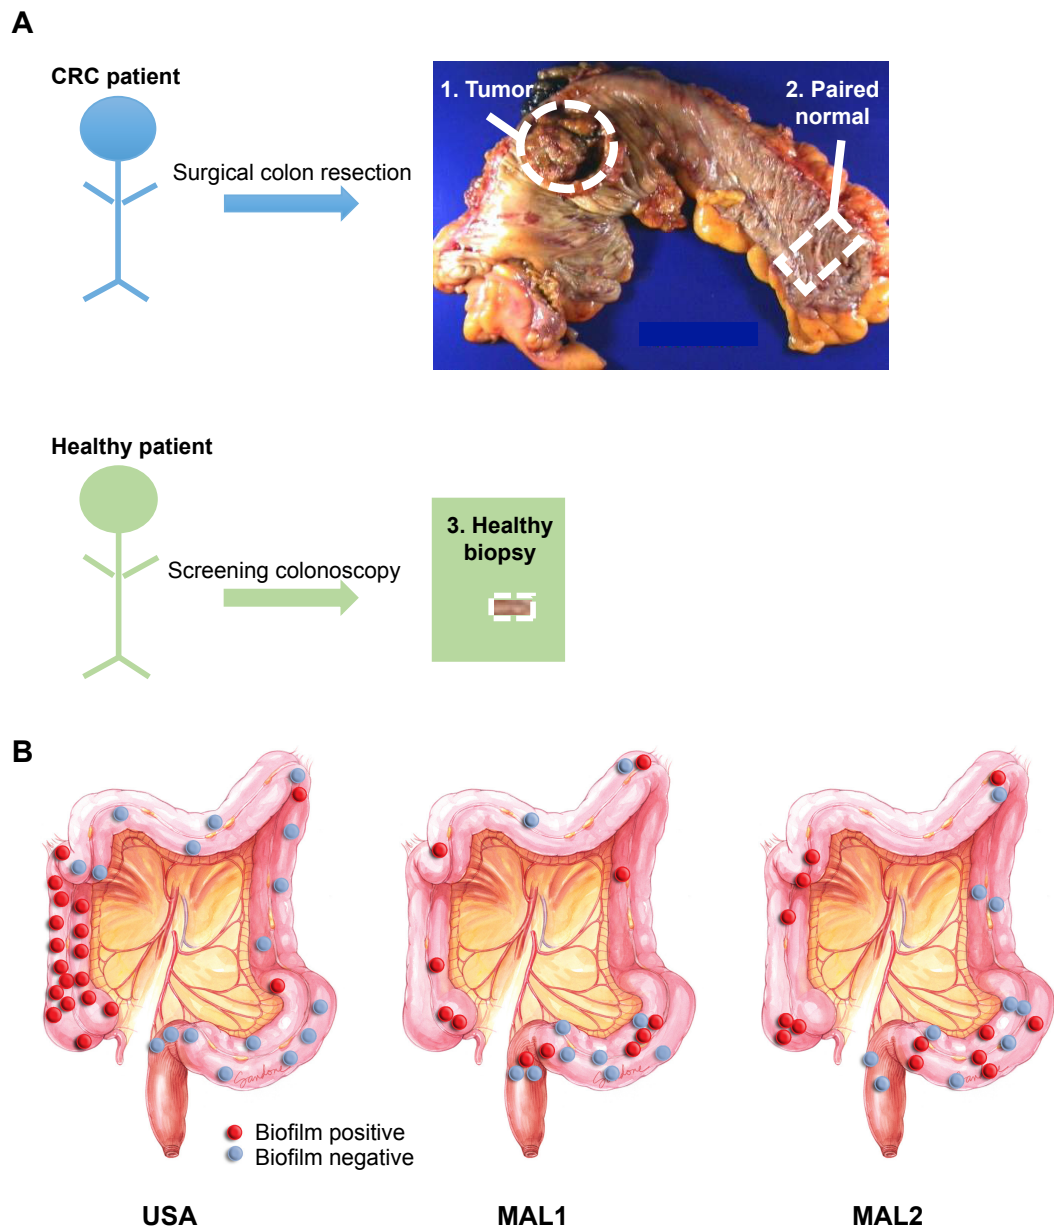 A
CRC patient
Surgical colon resection
1. Tumor
2. Paired
normal
Healthy patient
Screening colonoscopy
3. Healthy
biopsy
B
Sandone
Biofilm positive
Biofilm negative
USA
MAL1
MAL2